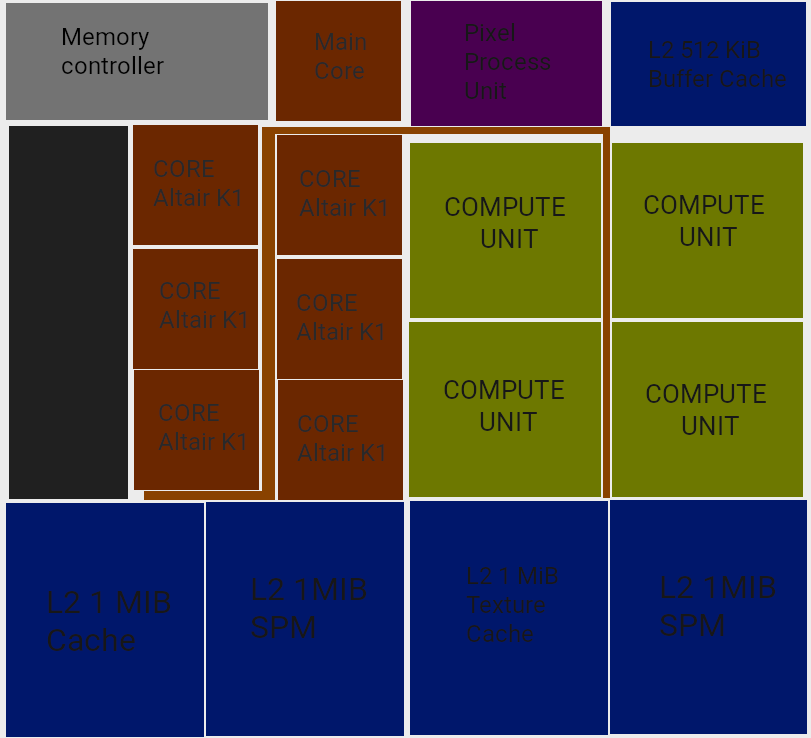 Memory
controller
Main
Core
Pixel
Process
Unit
L2 512 KIB
Buffer Cache
CORE
Altair K1
CORE
Altair K1
COMPUTE
UNIT
COMPUTE
UNIT
CORE
Altair K1
CORE
Altair K1
COMPUTE
UNIT
COMPUTE
UNIT
CORE
Altair K1
CORE
Altair K1
L2 1 MIB
Cache
L2 1MIB
SPM
L2 1 MIB
Texture
Cache
L2 1MIB
SPM